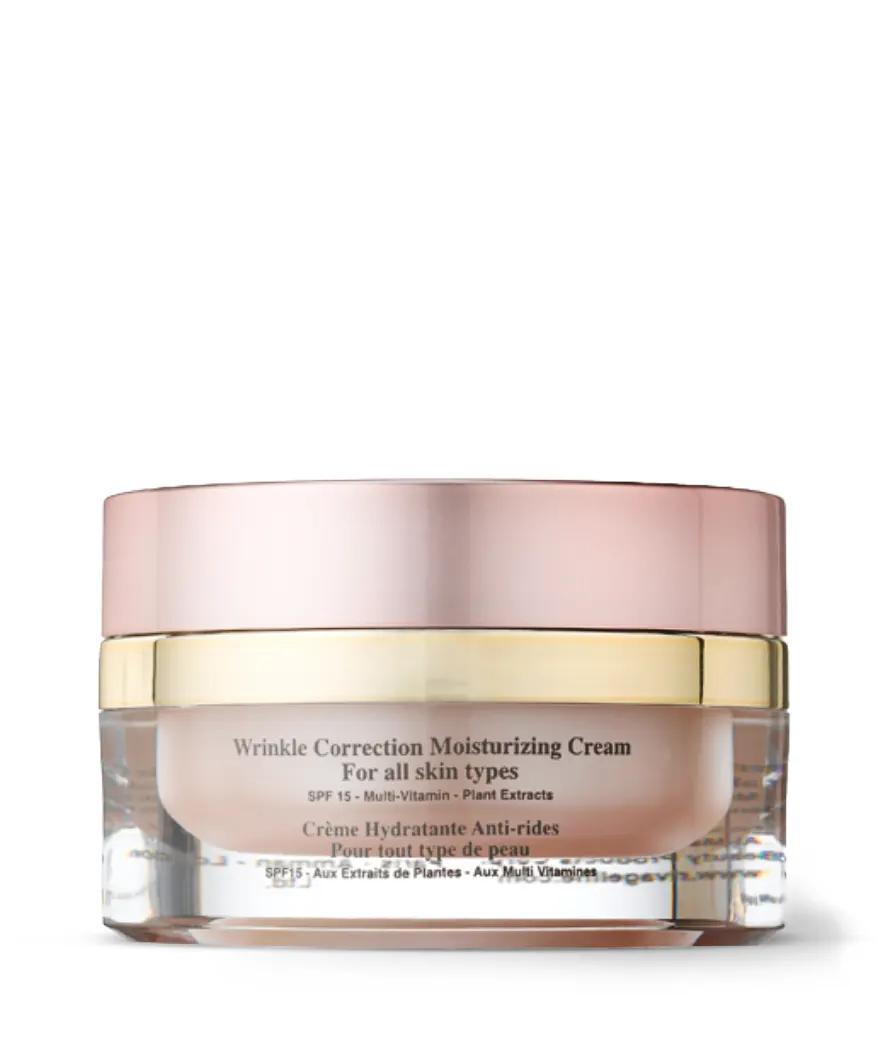 Wrinkle Correction Moisturizing Cream
For all skin types
SPF 15 - Multi-Vitamin - Plant Extracts
Crème Hydratante Anti-rides
Pour tout type de peau
SPF15 - Aux Extraits de Plantes - Aux Multi Vitamines